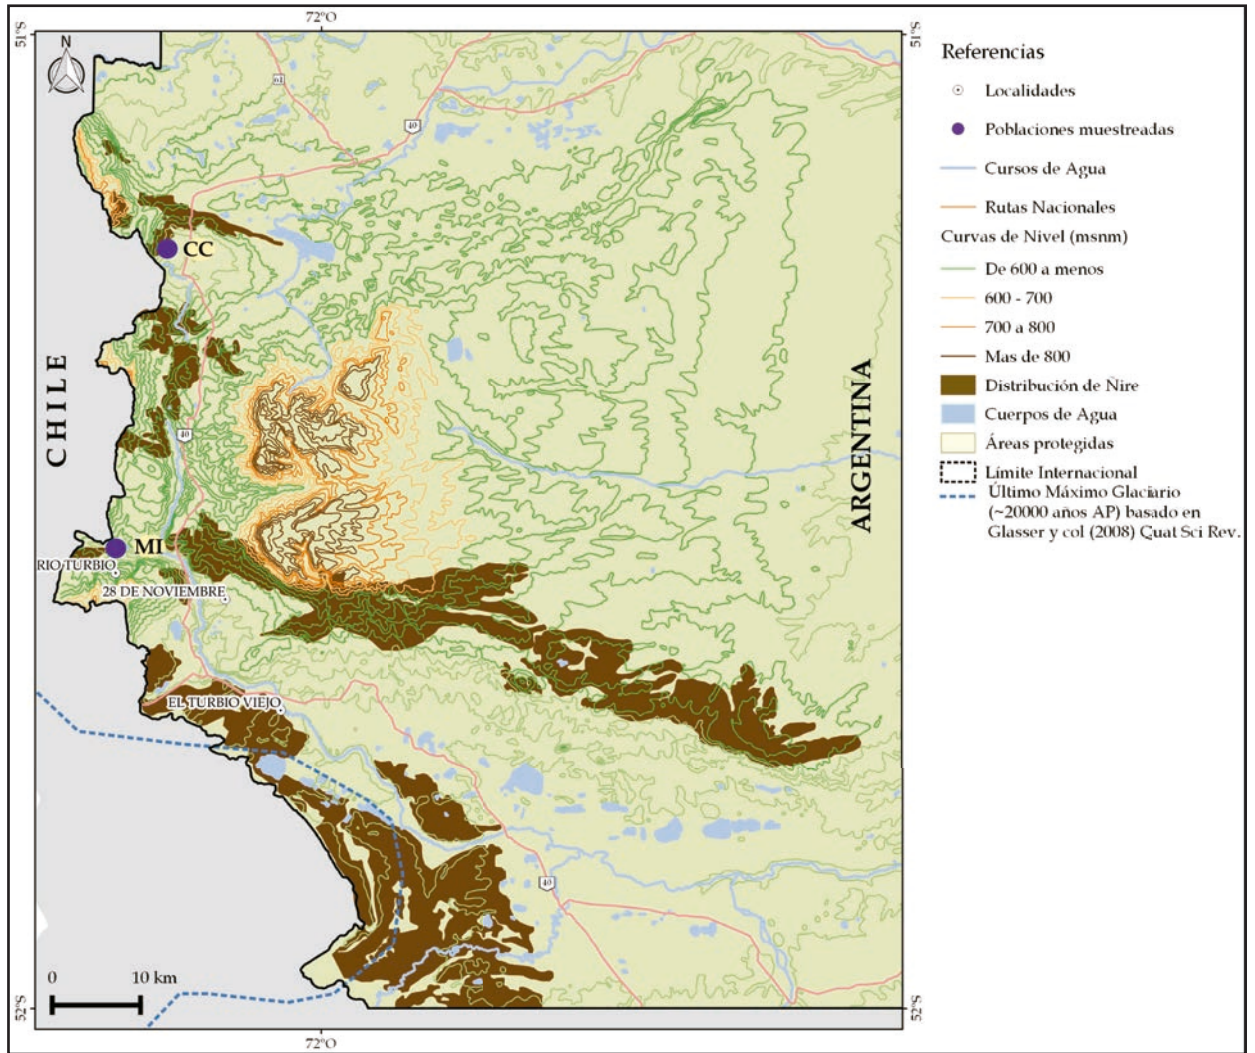 72°O
51°S
51°S
N
61
40
CC
CHILE
40
ARGENTINA
MI
RIO TURBIO
28 DE NOVIEMBRE
EL TURBIO VIEJO
40
0 10 km
52°S
52°S
72°O
Referencias
Localidades
Poblaciones muestreadas
Cursos de Agua
Rutas Nacionales
Curvas de Nivel (msnm)
De 600 a menos
600 - 700
700 a 800
Mas de 800
Distribución de Ñire
Cuerpos de Agua
Áreas protegidas
Límite Internacional
Último Máximo Glaciario
(~20000 años AP) basado en
Glasser y col (2008) Quat Sci Rev.